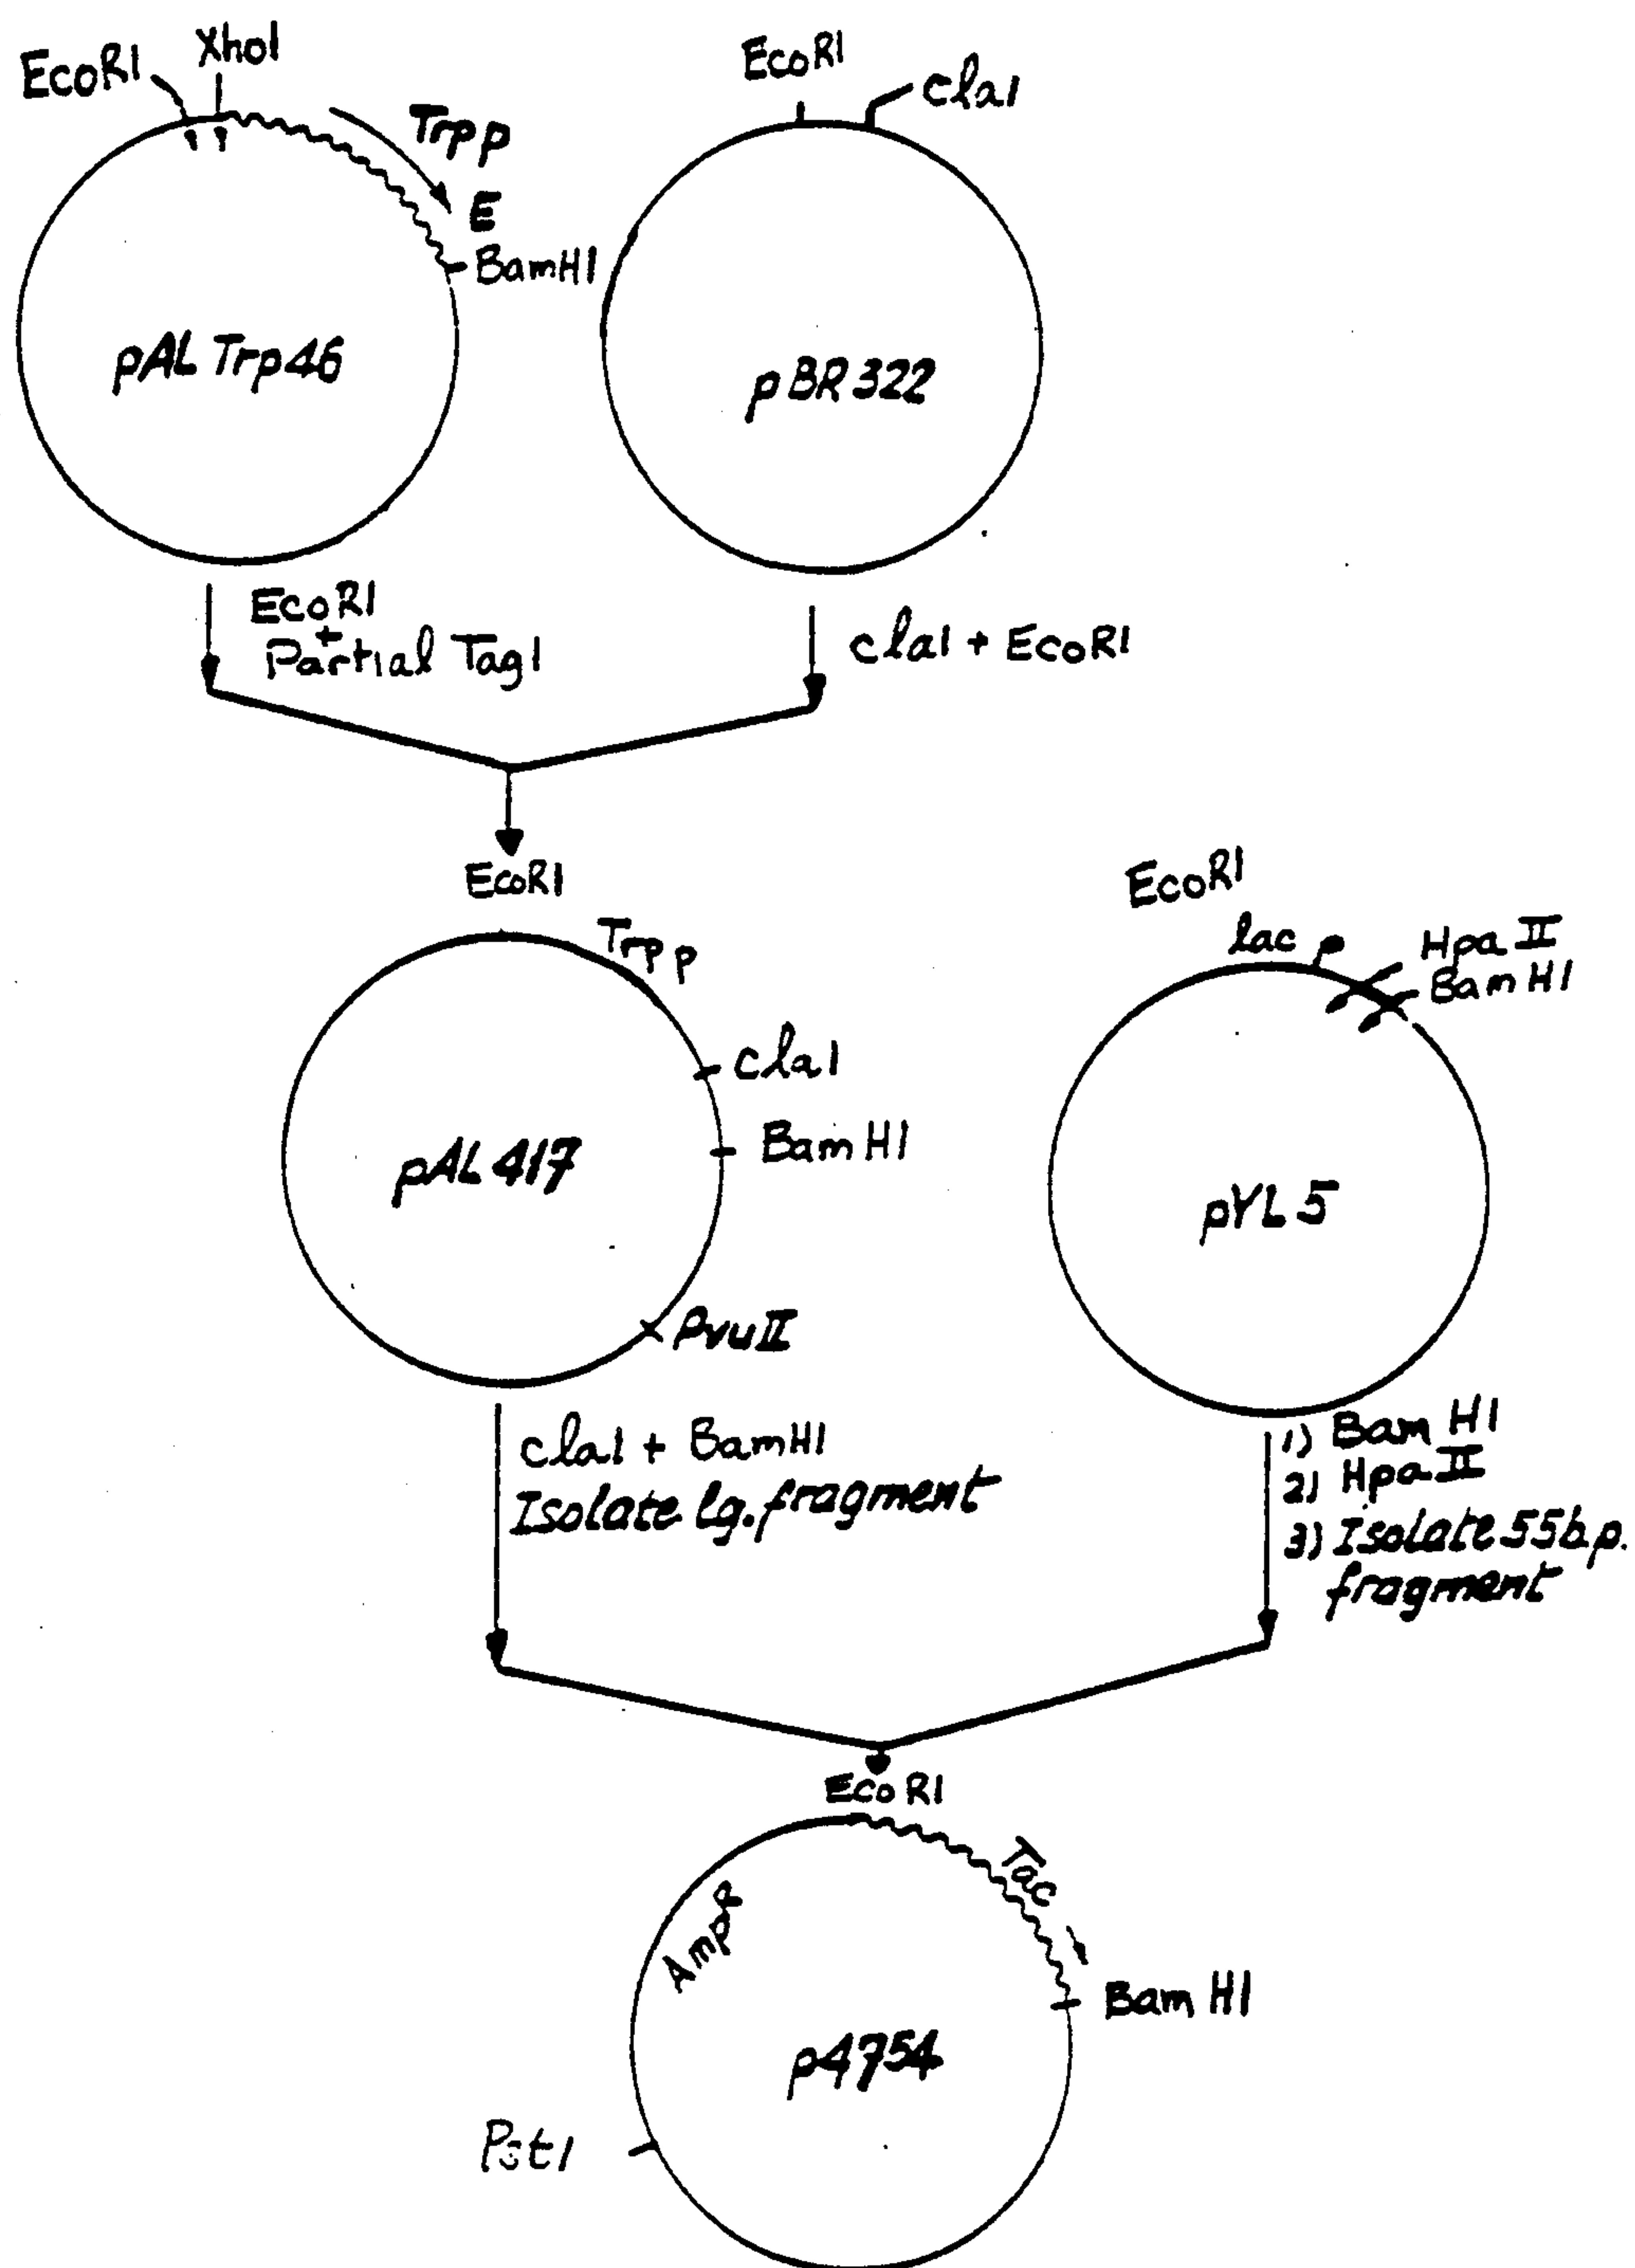 EcoRI
XhoI
Trp p
E
BamHI
pALTrp46
EcoRI
ClaI
pBR322
EcoRI
+
Partial TagI
ClaI + EcoRI
EcoRI
Trp p
ClaI
BamHI
pAL417
PvuII
EcoRI
lac p
HpaII
BamHI
pYL5
ClaI + BamHI
Isolate lg. fragment
1) BamHI
2) HpaII
3) Isolate 55b.p.
fragment
EcoRI
Tac
AmpR
BamHI
p4754
PstI